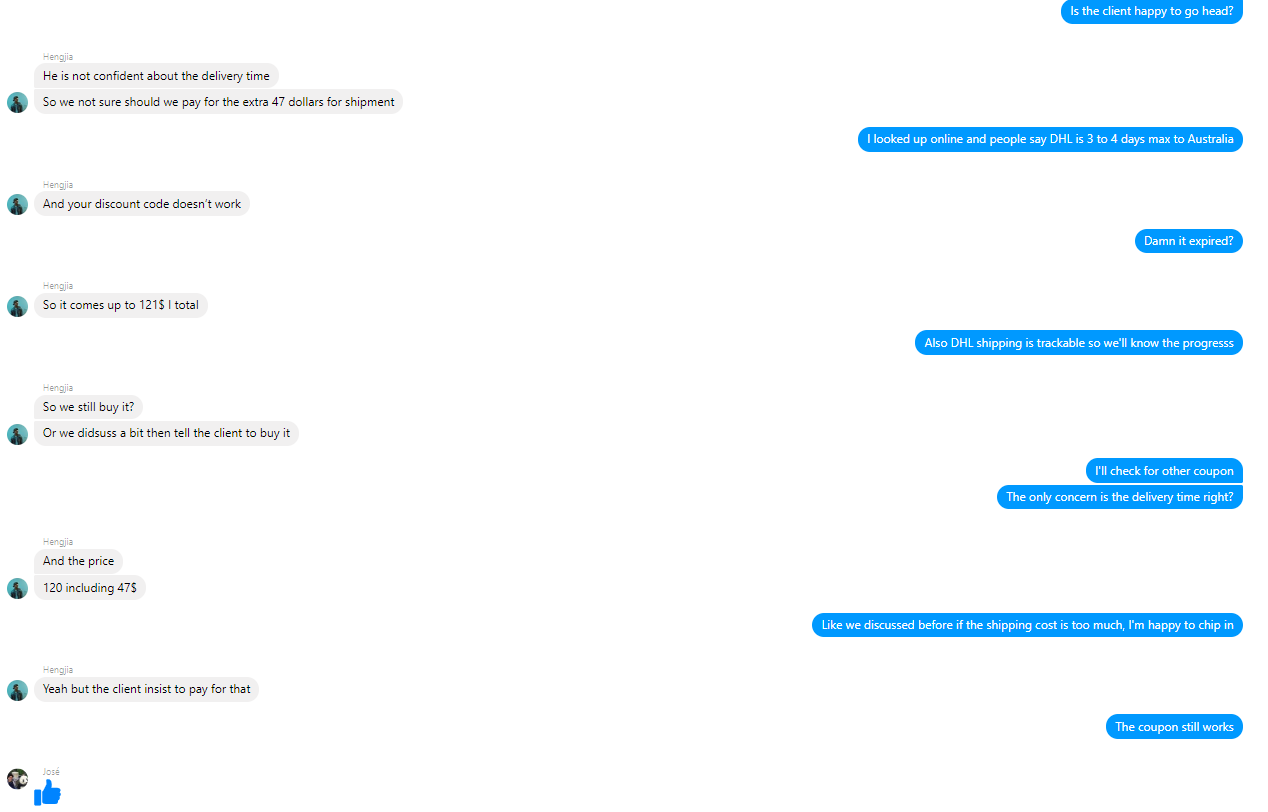 Is the client happy to go head?
Hengjia
He is not confident about the delivery time
So we not sure should we pay for the extra 47 dollars for shipment
I looked up online and people say DHL is 3 to 4 days max to Australia
Hengjia
And your discount code doesn't work
Damn it expired?
Hengjia
So it comes up to 121$ I total
Also DHL shipping is trackable so we'll know the progresss
Hengjia
So we still buy it?
Or we didsuss a bit then tell the client to buy it
I'll check for other coupon
The only concern is the delivery time right?
Hengjia
And the price
120 including 47$
Like we discussed before if the shipping cost is too much, I'm happy to chip in
Hengjia
Yeah but the client insist to pay for that
The coupon still works
José